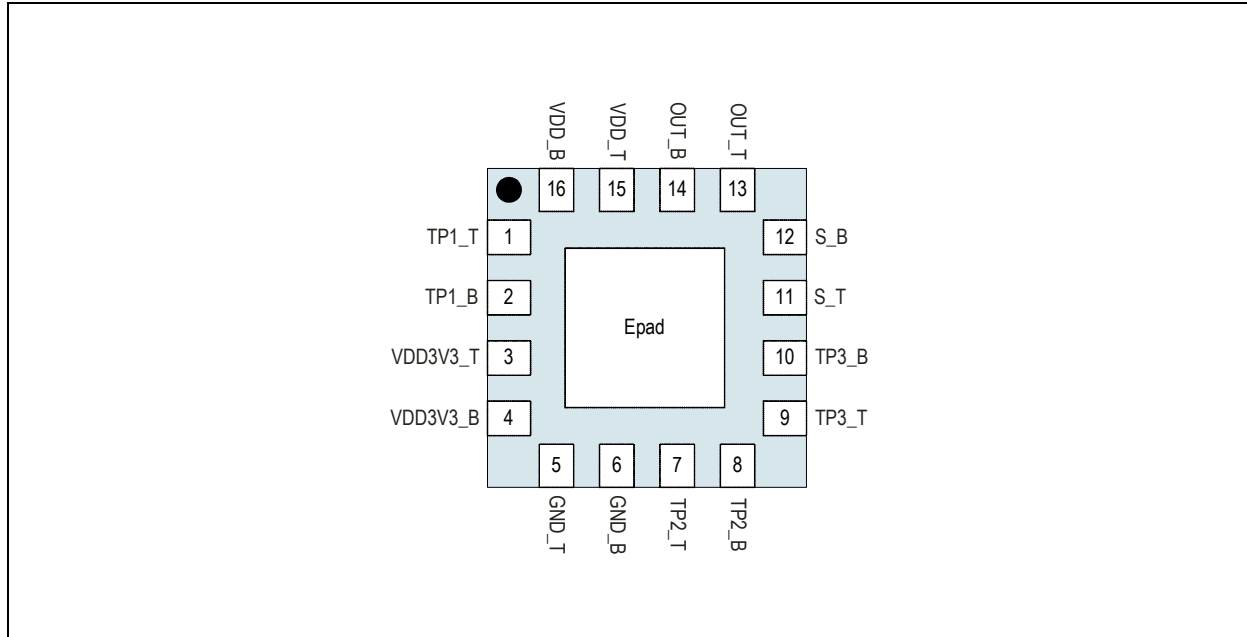 VDD_B VDD_T OUT_B OUT_T
16 15 14 13
TP1_T 1 12 S_B
TP1_B 2 11 S_T
Epad
VDD3V3_T 3 10 TP3_B
VDD3V3_B 4 9 TP3_T
5 6 7 8
GND_T GND_B TP2_T TP2_B